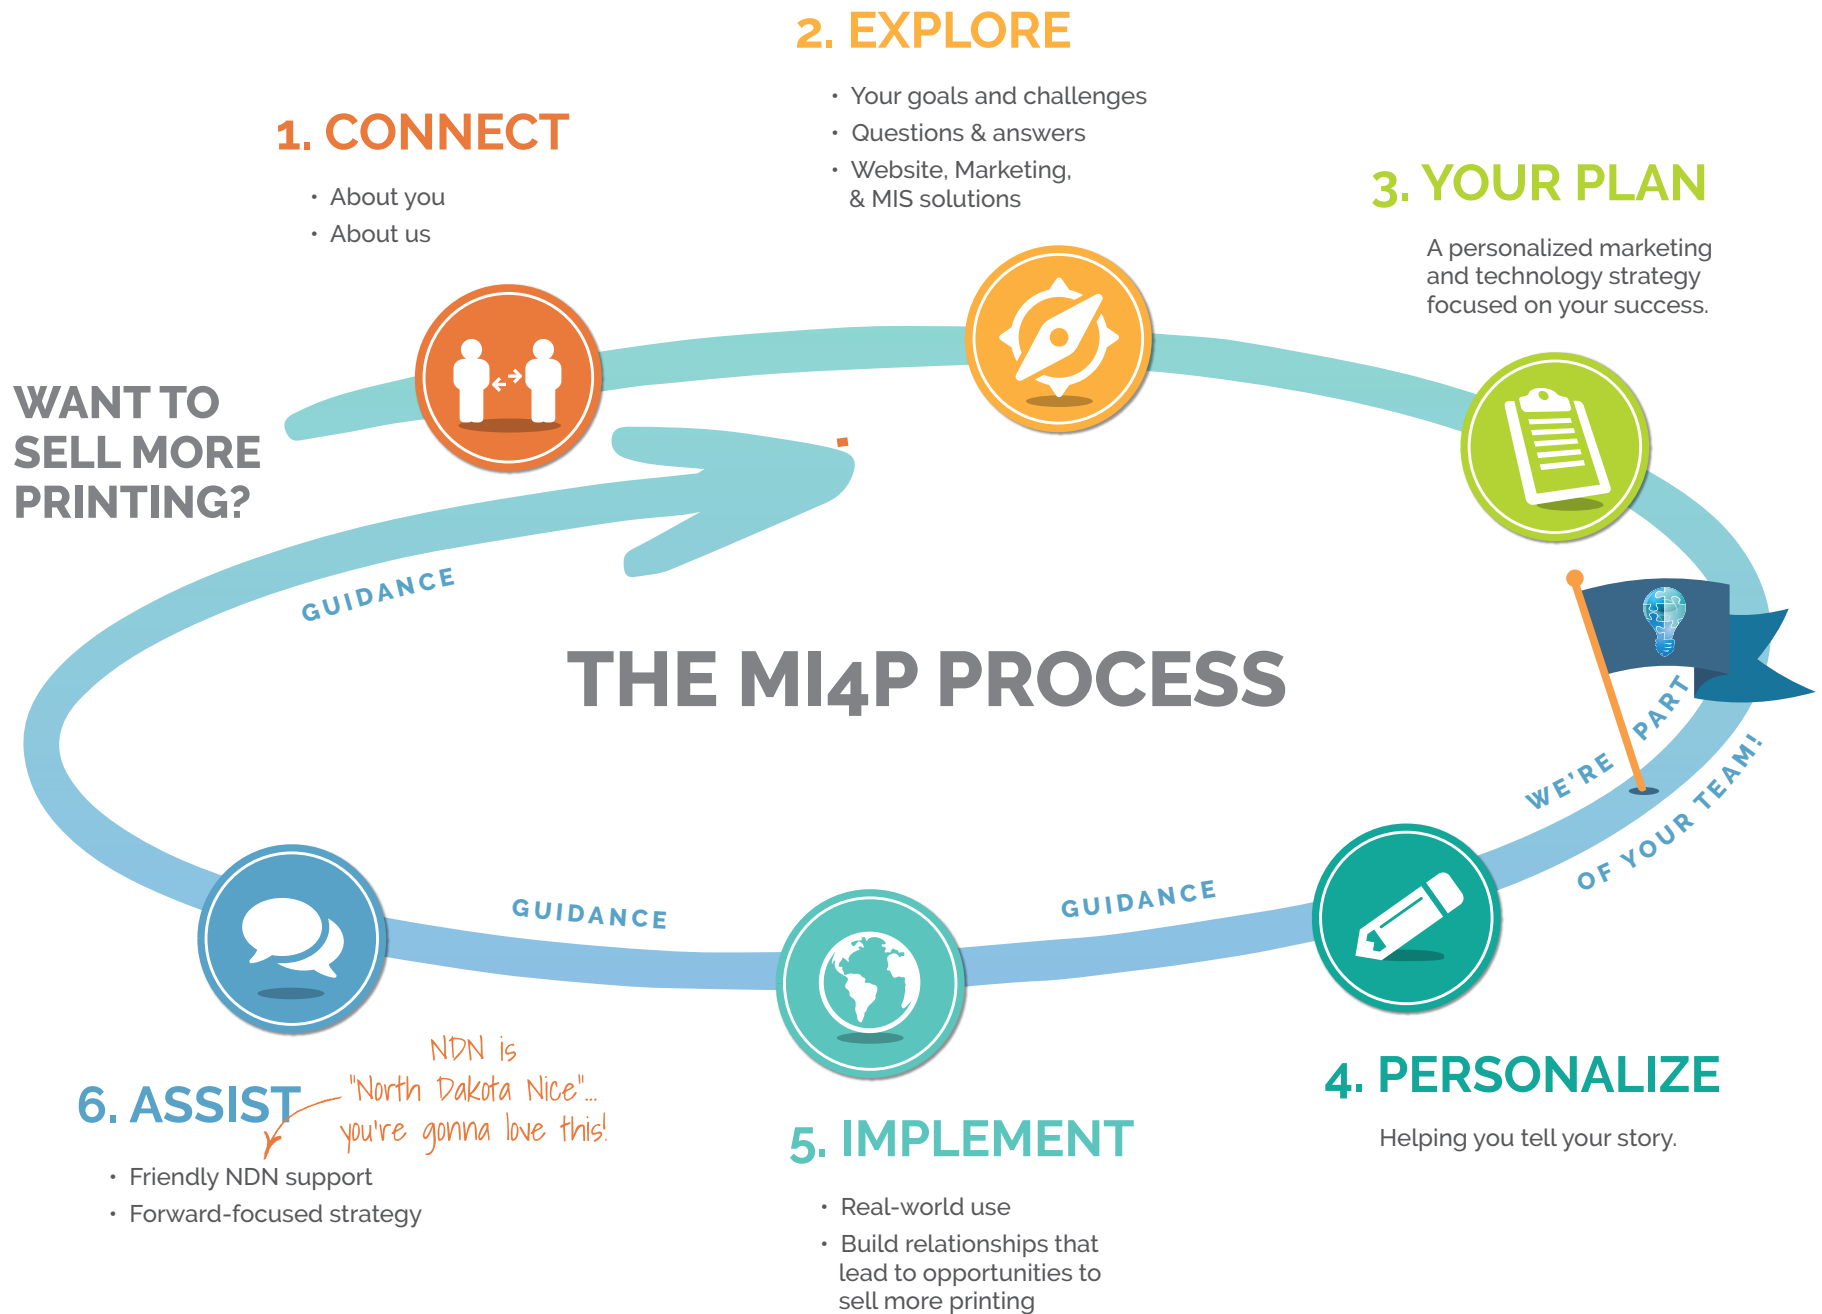 2. EXPLORE
• Your goals and challenges
• Questions & answers
• Website, Marketing,
& MIS solutions
1. CONNECT
• About you
• About us
3. YOUR PLAN
A personalized marketing
and technology strategy
focused on your success.
WANT TO
SELL MORE
PRINTING?
GUIDANCE
THE MI4P PROCESS
WE'RE PART
OF YOUR TEAM!
GUIDANCE
GUIDANCE
4. PERSONALIZE
Helping you tell your story.
5. IMPLEMENT
• Real-world use
• Build relationships that
lead to opportunities to
sell more printing
6. ASSIST
NDN is
"North Dakota Nice"...
you're gonna love this!
• Friendly NDN support
• Forward-focused strategy